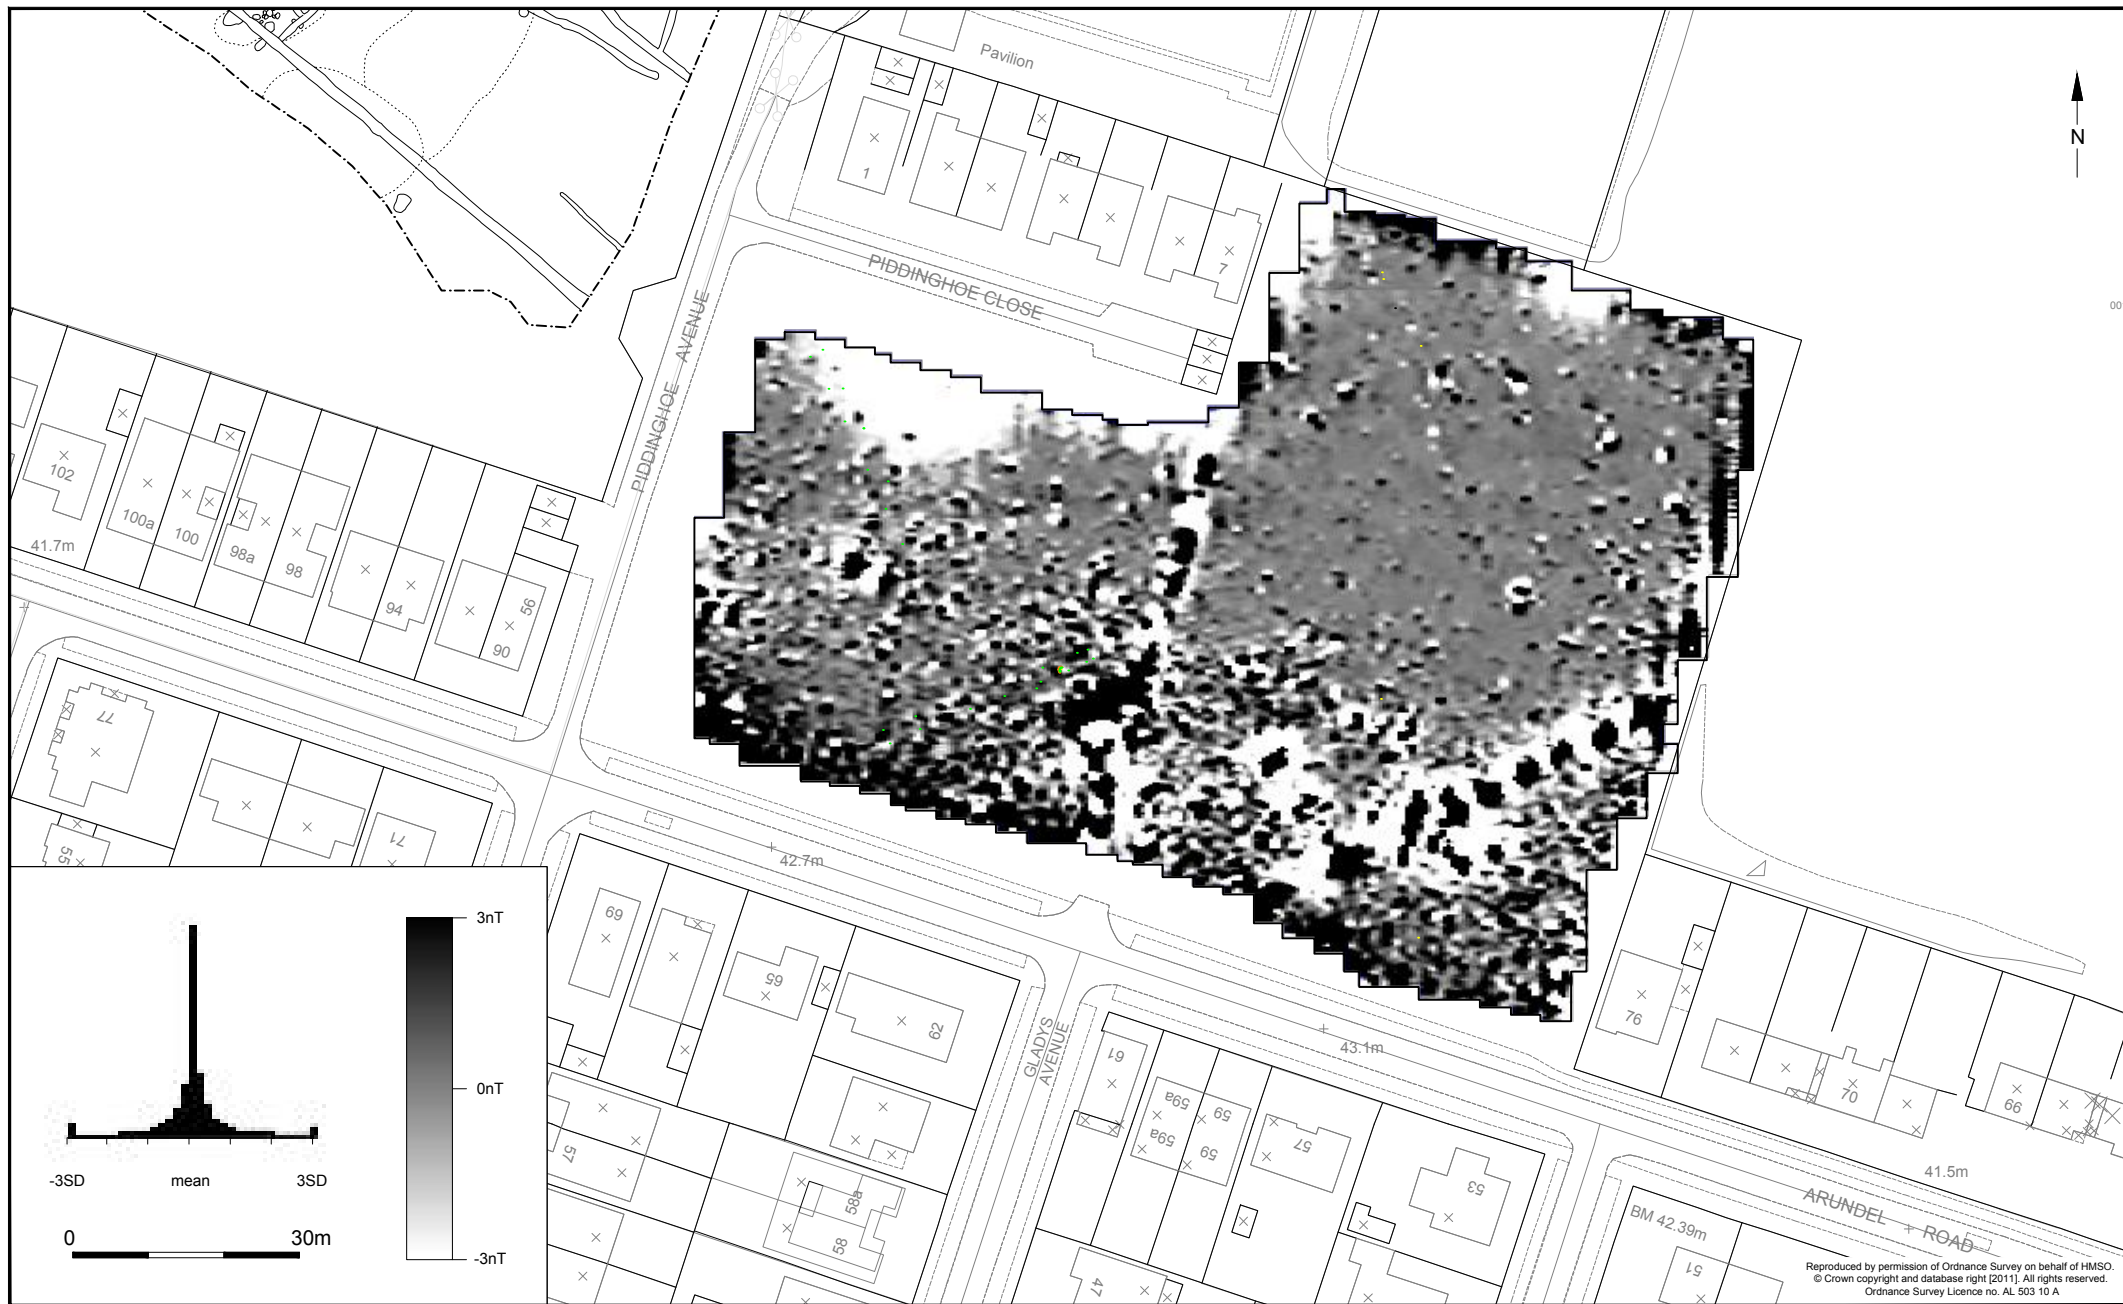 Pavilion
N
1
7
PIDDINGHOE CLOSE
PIDDINGHOE AVENUE
00
102
100a
100
98a
98
94
56
90
41.7m
77
55
71
42.7m
69
65
62
GLADYS
AVENUE
61
59a
59
59a
59
57
53
43.1m
76
70
66
41.5m
ARUNDEL ROAD
BM 42.39m
51
57
58a
58
47
3nT
0nT
-3nT
-3SD mean 3SD
0 30m
Reproduced by permission of Ordnance Survey on behalf of HMSO.
© Crown copyright and database right [2011]. All rights reserved.
Ordnance Survey Licence no. AL 503 10 A